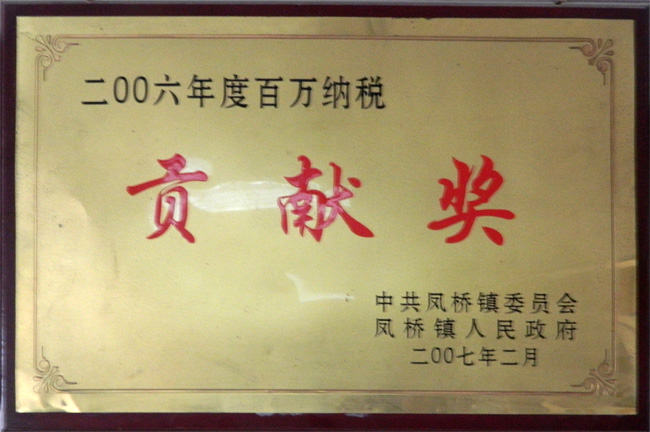 二00六年度百万纳税
贡献奖
中共凤桥镇委员会
凤桥镇人民政府
二00七年二月